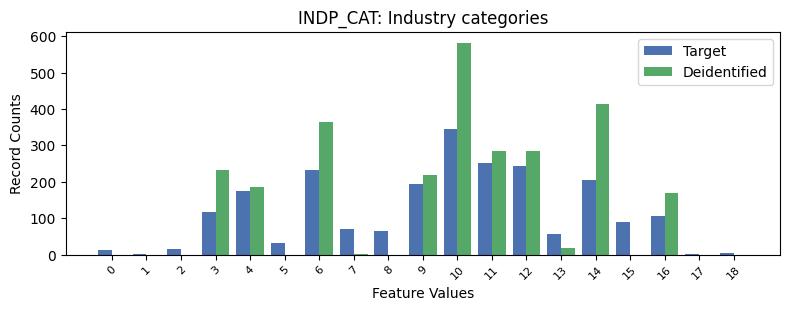 INDP_CAT: Industry categories
Target
Deidentified
Record Counts
600
500
400
300
200
100
0
0 1 2 3 4 5 6 7 8 9 10 11 12 13 14 15 16 17 18
Feature Values